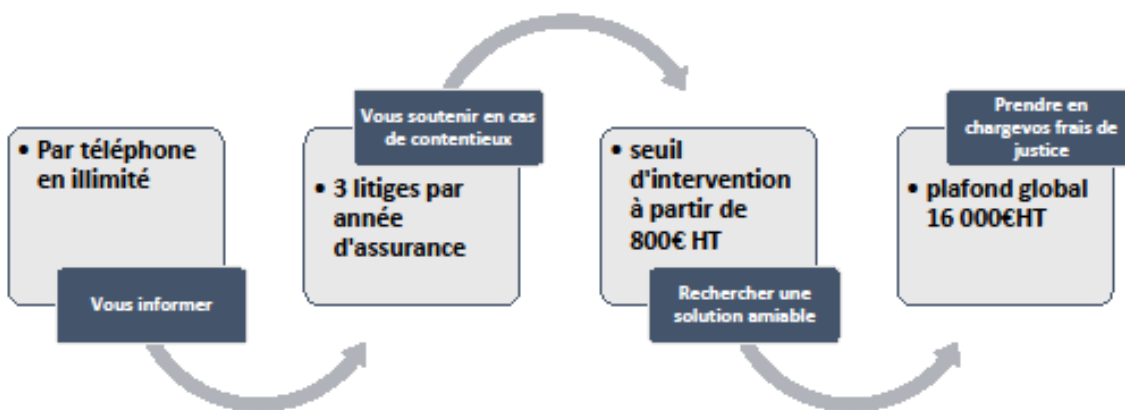 • Par téléphone
en illimité
Vous informer
Vous soutenir en cas
de contentieux
• 3 litiges par
année
d'assurance
• seuil
d'intervention
à partir de
800€ HT
Rechercher une
solution amiable
Prendre en
chargevos frais de
justice
• plafond global
16 000€HT